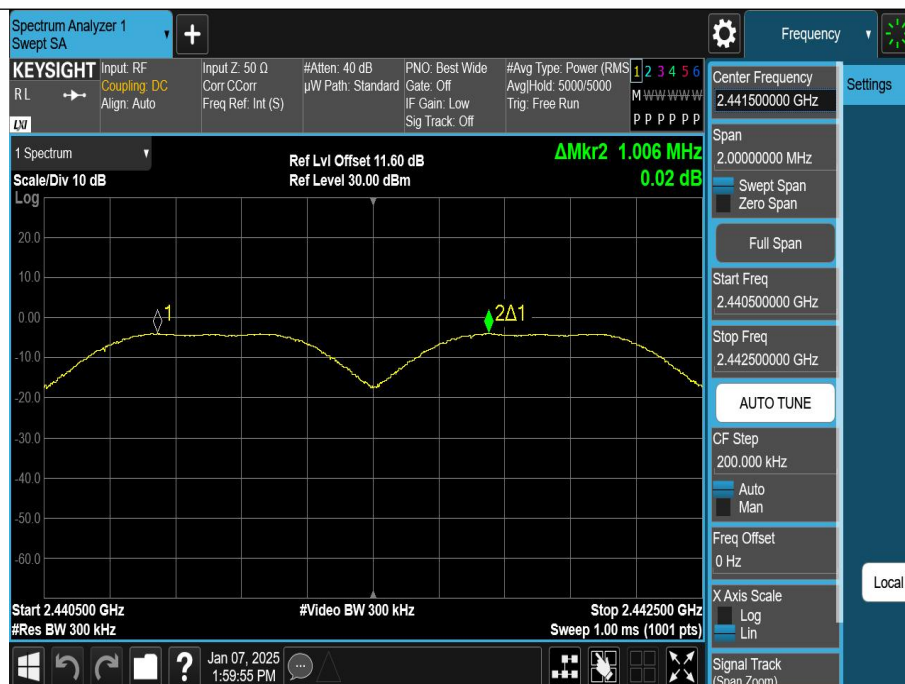 Spectrum Analyzer 1
Swept SA
+
Frequency
KEYSIGHT
RL
LXI
Input: RF
Coupling: DC
Align: Auto
Input Z: 50 Ω
Corr CCorr
Freq Ref: Int (S)
#Atten: 40 dB
µW Path: Standard
PNO: Best Wide
Gate: Off
IF Gain: Low
Sig Track: Off
#Avg Type: Power (RMS
Avg|Hold: 5000/5000
Trig: Free Run
1 2 3 4 5 6
M W W W W W
P P P P P P
1 Spectrum
Scale/Div 10 dB
Log
Ref Lvl Offset 11.60 dB
Ref Level 30.00 dBm
ΔMkr2 1.006 MHz
0.02 dB
20.0
10.0
0.00
-10.0
-20.0
-30.0
-40.0
-50.0
-60.0
1
2Δ1
Start 2.440500 GHz
#Res BW 300 kHz
#Video BW 300 kHz
Stop 2.442500 GHz
Sweep 1.00 ms (1001 pts)
Jan 07, 2025
1:59:55 PM
?
Center Frequency
2.441500000 GHz
Span
2.00000000 MHz
Swept Span
Zero Span
Full Span
Start Freq
2.440500000 GHz
Stop Freq
2.442500000 GHz
AUTO TUNE
CF Step
200.000 kHz
Auto
Man
Freq Offset
0 Hz
X Axis Scale
Log
Lin
Signal Track
(Span Zoom)
Settings
Local